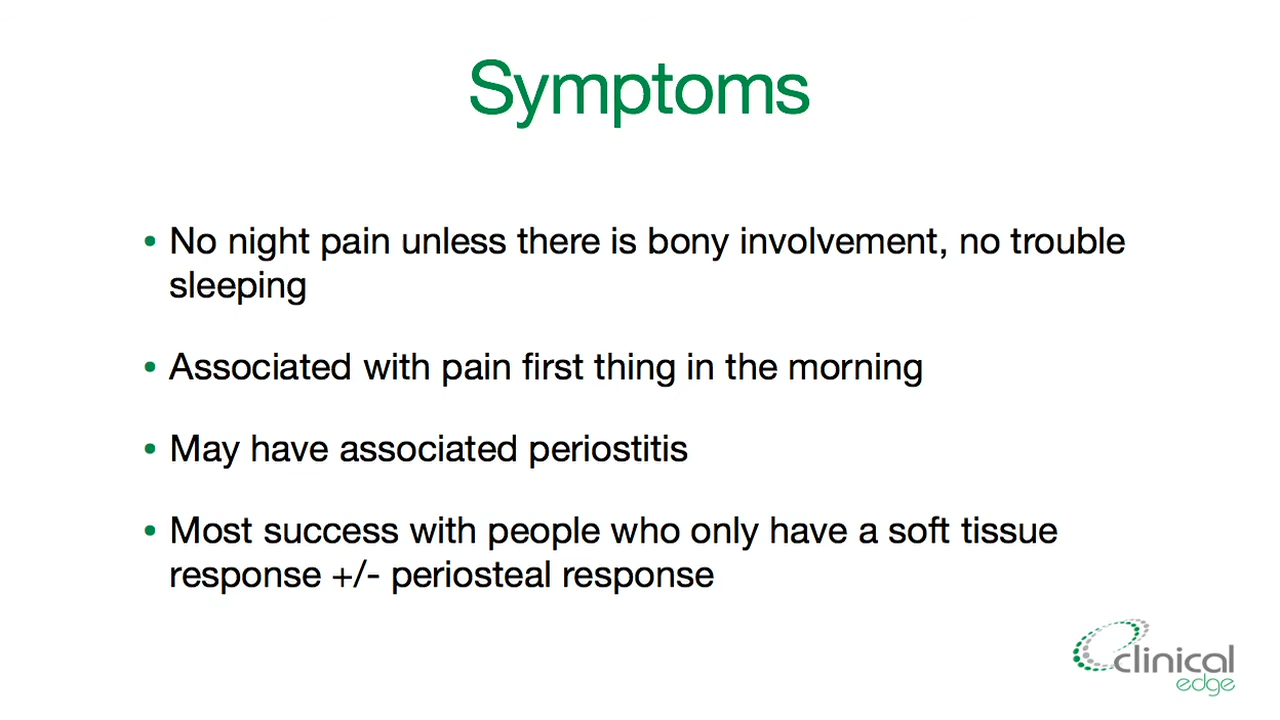 Symptoms
• No night pain unless there is bony involvement, no trouble
sleeping
• Associated with pain first thing in the morning
• May have associated periostitis
• Most success with people who only have a soft tissue
response +/- periosteal response
clinical
edge